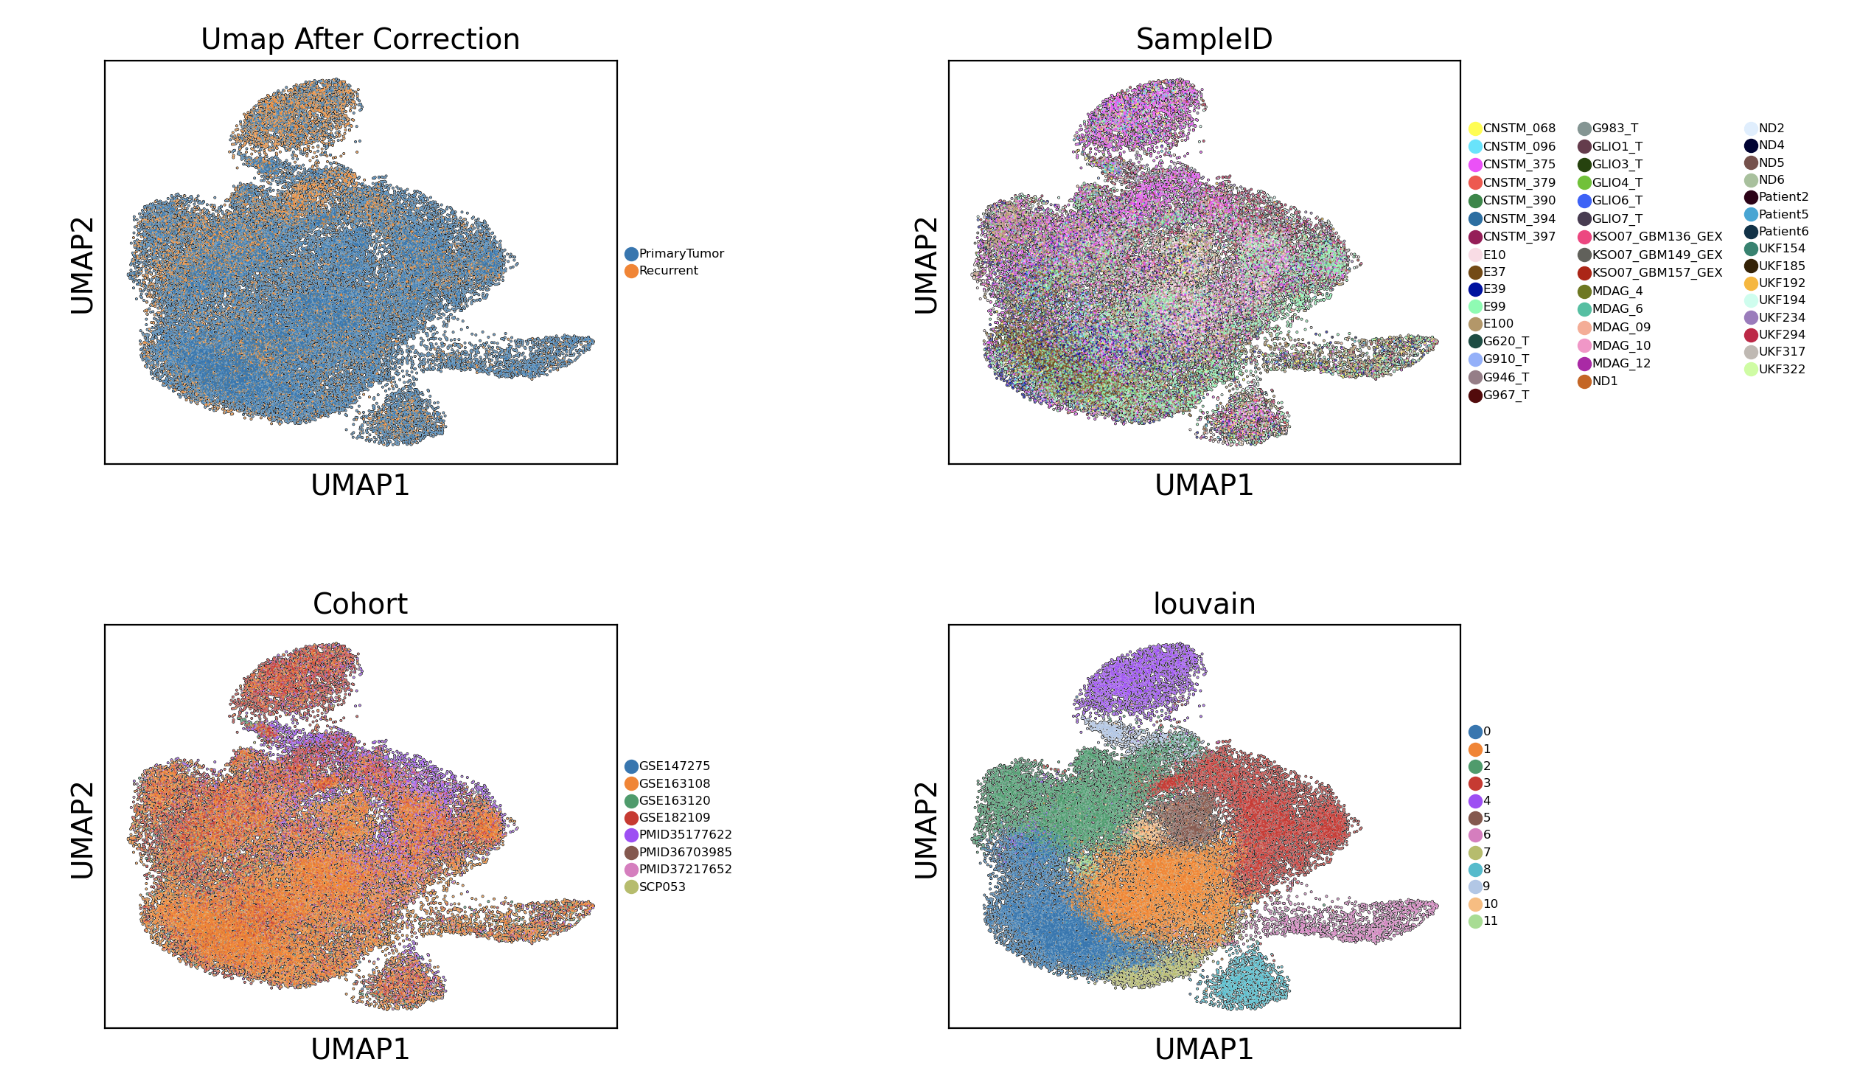 Umap After Correction
UMAP2
UMAP1
PrimaryTumor
Recurrent
SampleID
UMAP2
UMAP1
CNSTM_068
CNSTM_096
CNSTM_375
CNSTM_379
CNSTM_390
CNSTM_394
CNSTM_397
E10
E37
E39
E99
E100
G620_T
G910_T
G946_T
G967_T
G983_T
GLIO1_T
GLIO3_T
GLIO4_T
GLIO6_T
GLIO7_T
KSO07_GBM136_GEX
KSO07_GBM149_GEX
KSO07_GBM157_GEX
MDAG_4
MDAG_6
MDAG_09
MDAG_10
MDAG_12
ND1
ND2
ND4
ND5
ND6
Patient2
Patient5
Patient6
UKF154
UKF185
UKF192
UKF194
UKF234
UKF294
UKF317
UKF322
Cohort
UMAP2
UMAP1
GSE147275
GSE163108
GSE163120
GSE182109
PMID35177622
PMID36703985
PMID37217652
SCP053
louvain
UMAP2
UMAP1
0
1
2
3
4
5
6
7
8
9
10
11